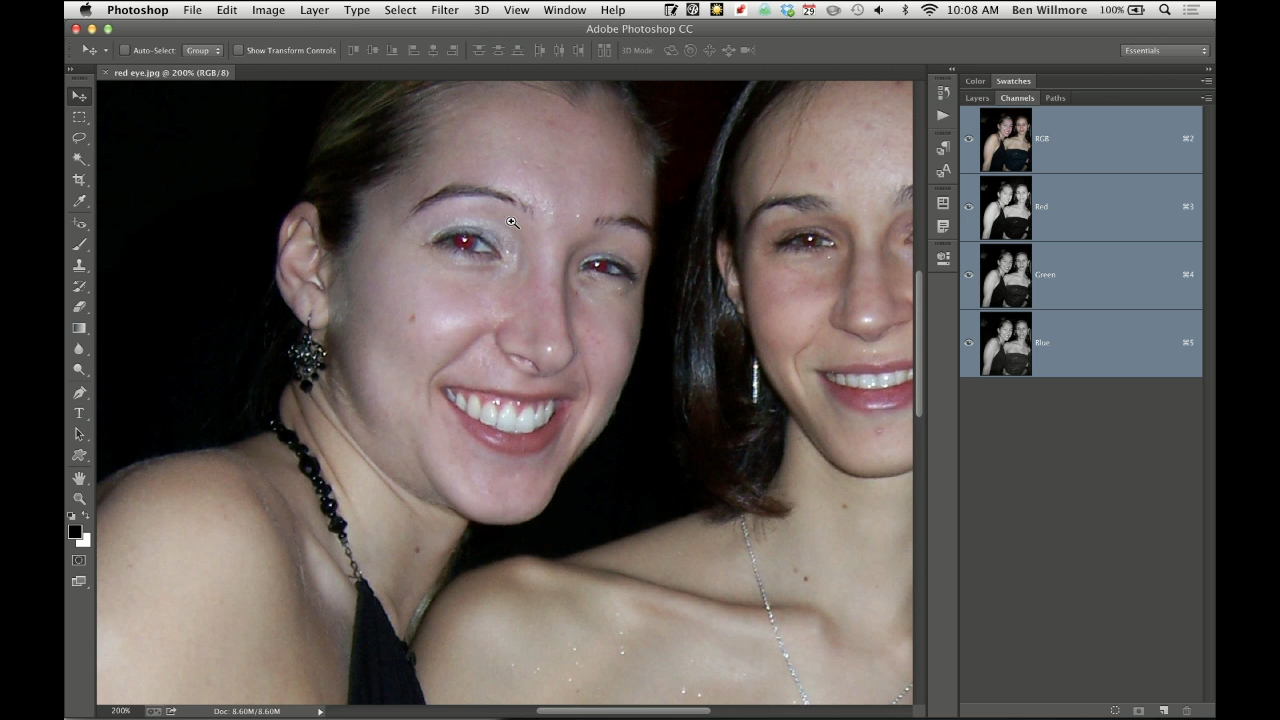 Photoshop File Edit Image Layer Type Select Filter 3D View Window Help 29 10:08 AM Ben Willmore 100%
Adobe Photoshop CC
Auto-Select: Group Show Transform Controls 3D Mode: Essentials
× red eye.jpg @ 200% (RGB/8)
Color Swatches
Layers Channels Paths
RGB ⌘2
Red ⌘3
Green ⌘4
Blue ⌘5
200% Doc: 8.60M/8.60M